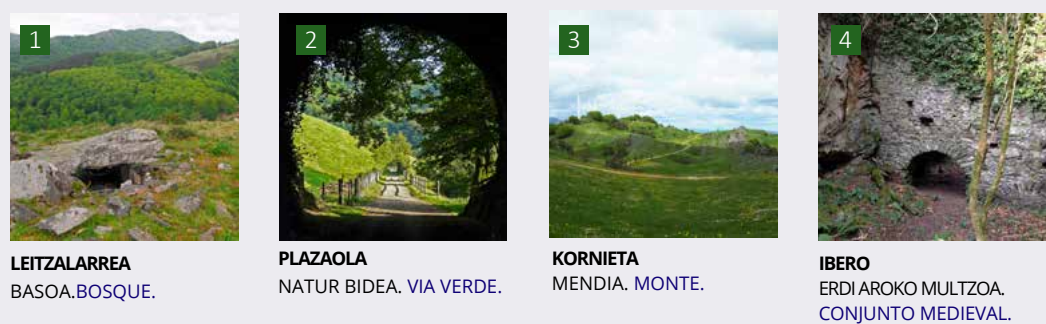 1
LEITZALARREA
BASOA.BOSQUE.
2
PLAZAOLA
NATUR BIDEA. VIA VERDE.
3
KORNIETA
MENDIA. MONTE.
4
IBERO
ERDI AROKO MULTZOA.
CONJUNTO MEDIEVAL.